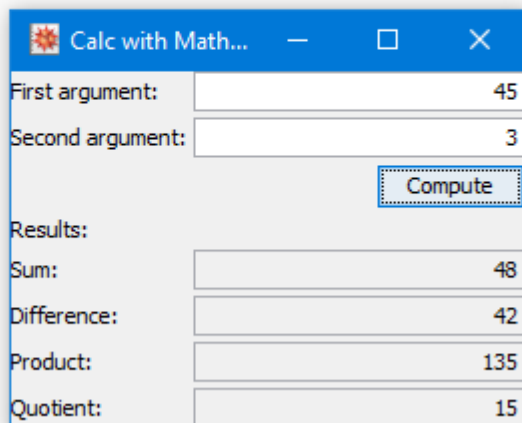 Calc with Math...
First argument: 45
Second argument: 3
Compute
Results:
Sum: 48
Difference: 42
Product: 135
Quotient: 15